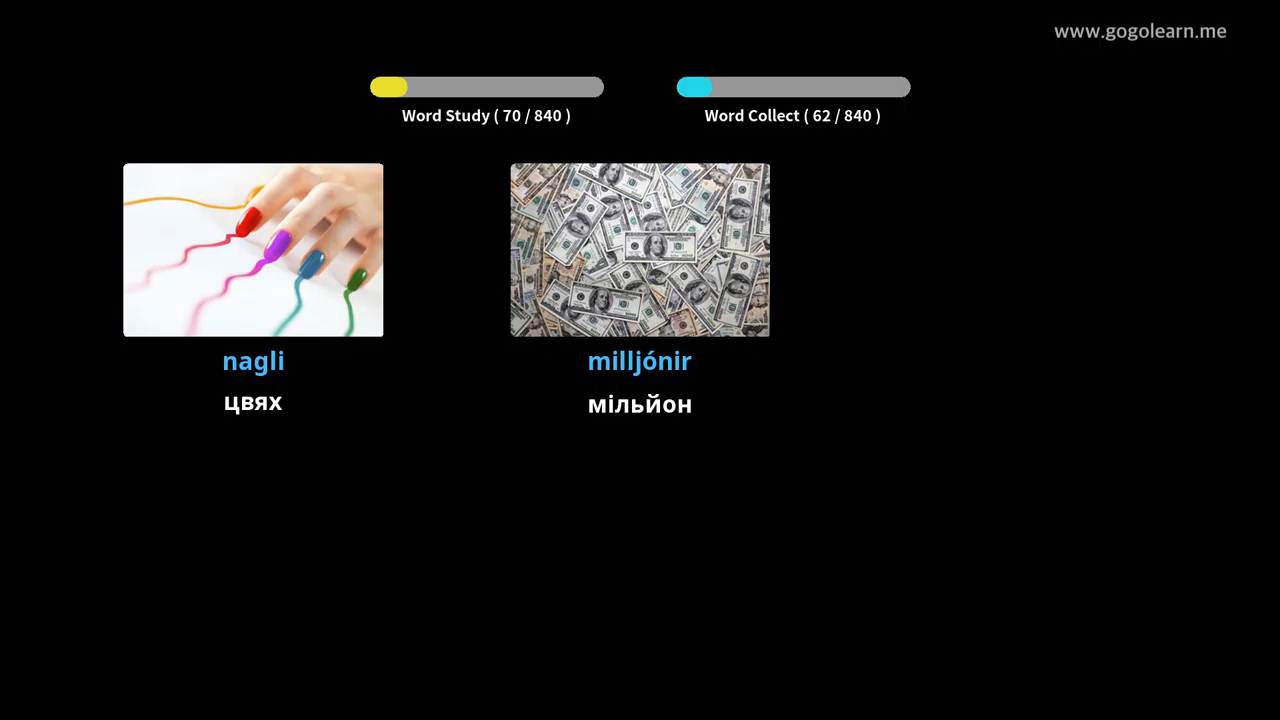 www.gogolearn.me
Word Study ( 70 / 840 )
Word Collect ( 62 / 840 )
nagli
milljónir
цвях
мільйон